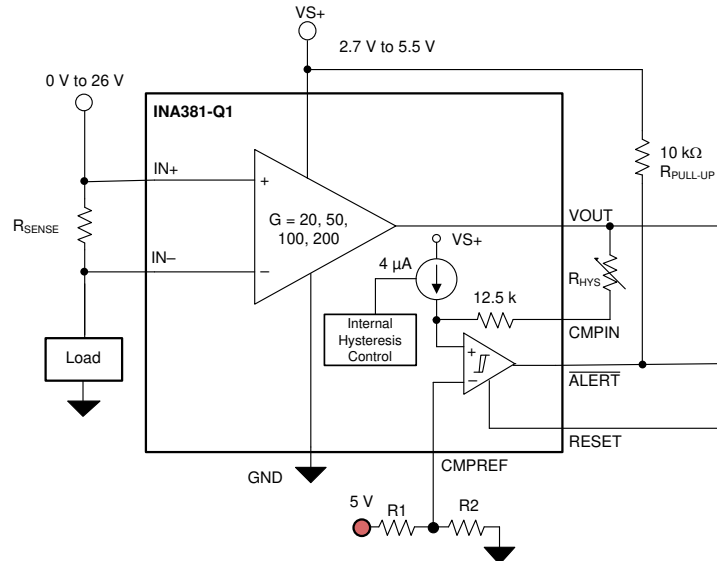 VS+
2.7 V to 5.5 V
0 V to 26 V
INA381-Q1
IN+
10 kΩ
RPULL-UP
+
G = 20, 50,
100, 200
VOUT
RSENSE
VS+
IN–
–
4 µA
RHYS
12.5 k
CMPIN
Internal
Hysteresis
Control
Load
+
–
ALERT
RESET
CMPREF
GND
5 V
R1
R2